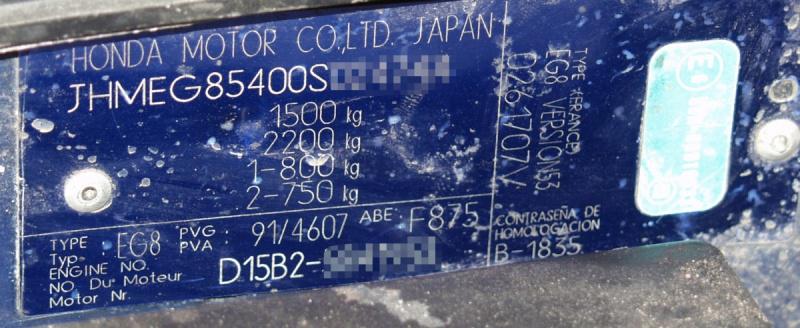 HONDA MOTOR CO.,LTD. JAPAN
JHMEG85400S
1500 kg
2200 kg
1-800 kg
2-750 kg
TYPE Typ. : EG8 PVG PVA : 91/4607 ABE : F875
ENGINE NO.
NO Du Moteur
Motor Nr.
D15B2-
TYPE (FRANCE)
EG8 VERSION53
D261707V
CONTRASEÑA DE
HOMOLOGACION
B-1835